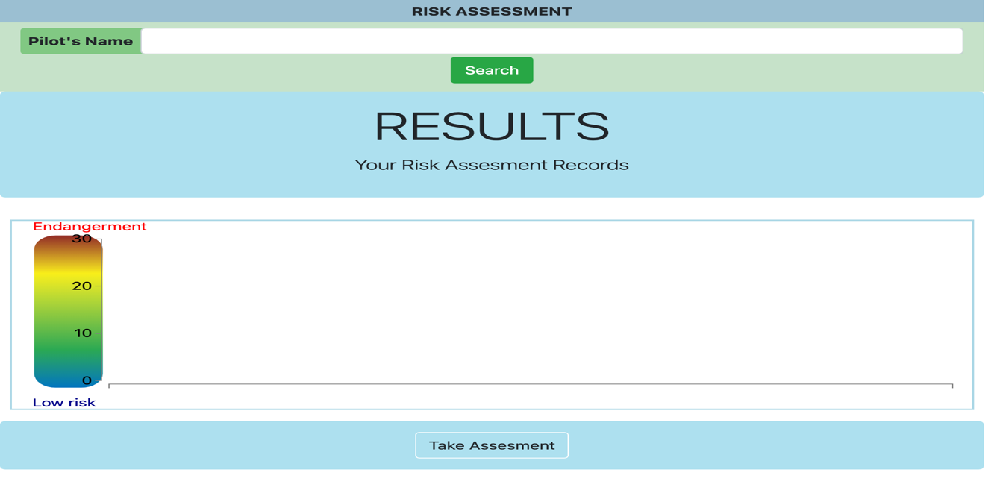 RISK ASSESSMENT
Pilot's Name
Search
RESULTS
Your Risk Assesment Records
Endangerment
30
20
10
0
Low risk
Take Assesment